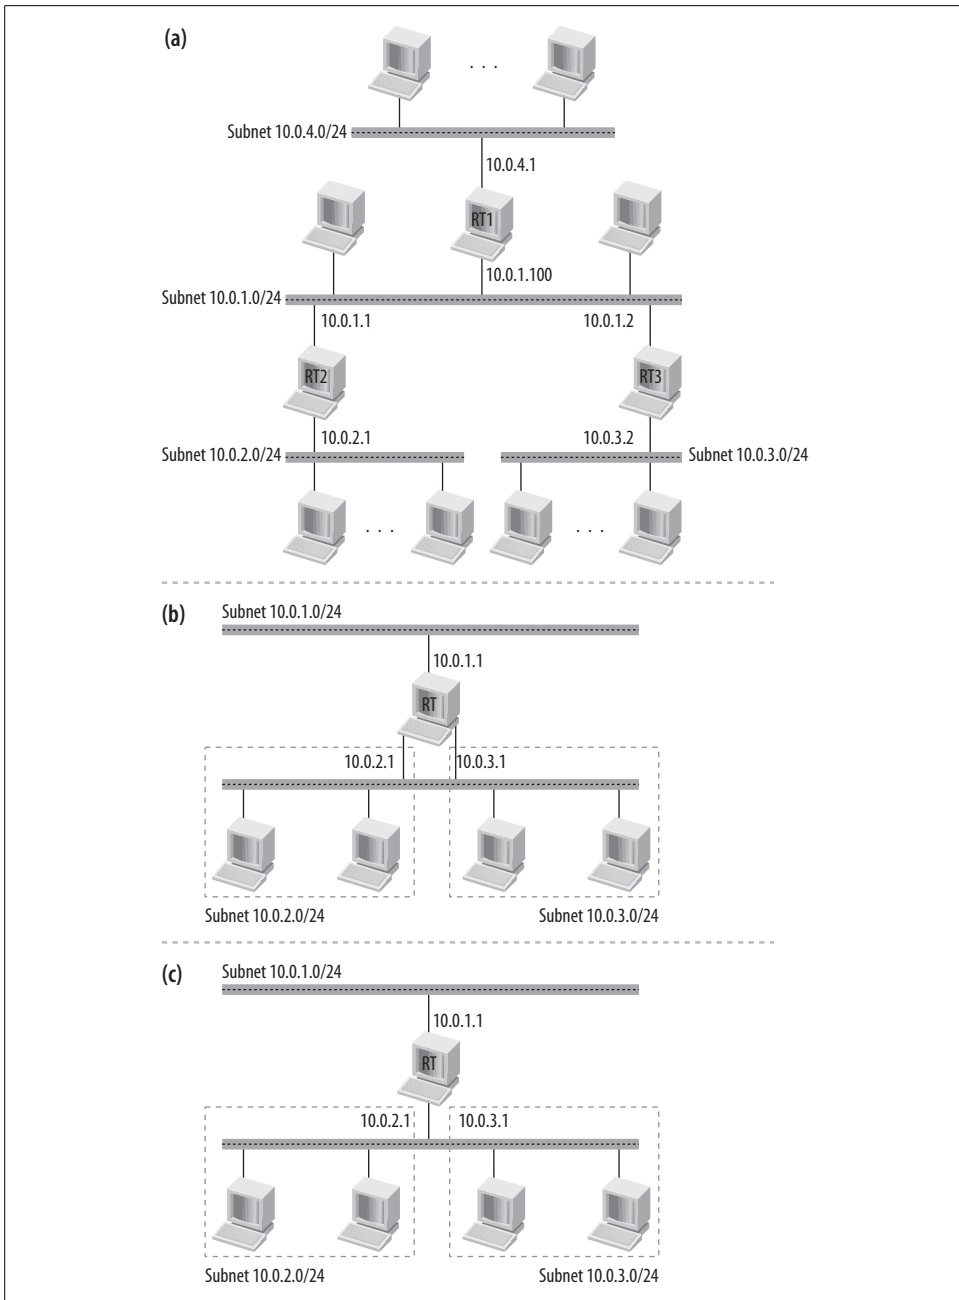 (a)
. . .
Subnet 10.0.4.0/24
10.0.4.1
RT1
10.0.1.100
Subnet 10.0.1.0/24
10.0.1.1
10.0.1.2
RT2
RT3
10.0.2.1
10.0.3.2
Subnet 10.0.2.0/24
Subnet 10.0.3.0/24
. . .
. . .
(b)
Subnet 10.0.1.0/24
10.0.1.1
RT
10.0.2.1
10.0.3.1
Subnet 10.0.2.0/24
Subnet 10.0.3.0/24
(c)
Subnet 10.0.1.0/24
10.0.1.1
RT
10.0.2.1
10.0.3.1
Subnet 10.0.2.0/24
Subnet 10.0.3.0/24